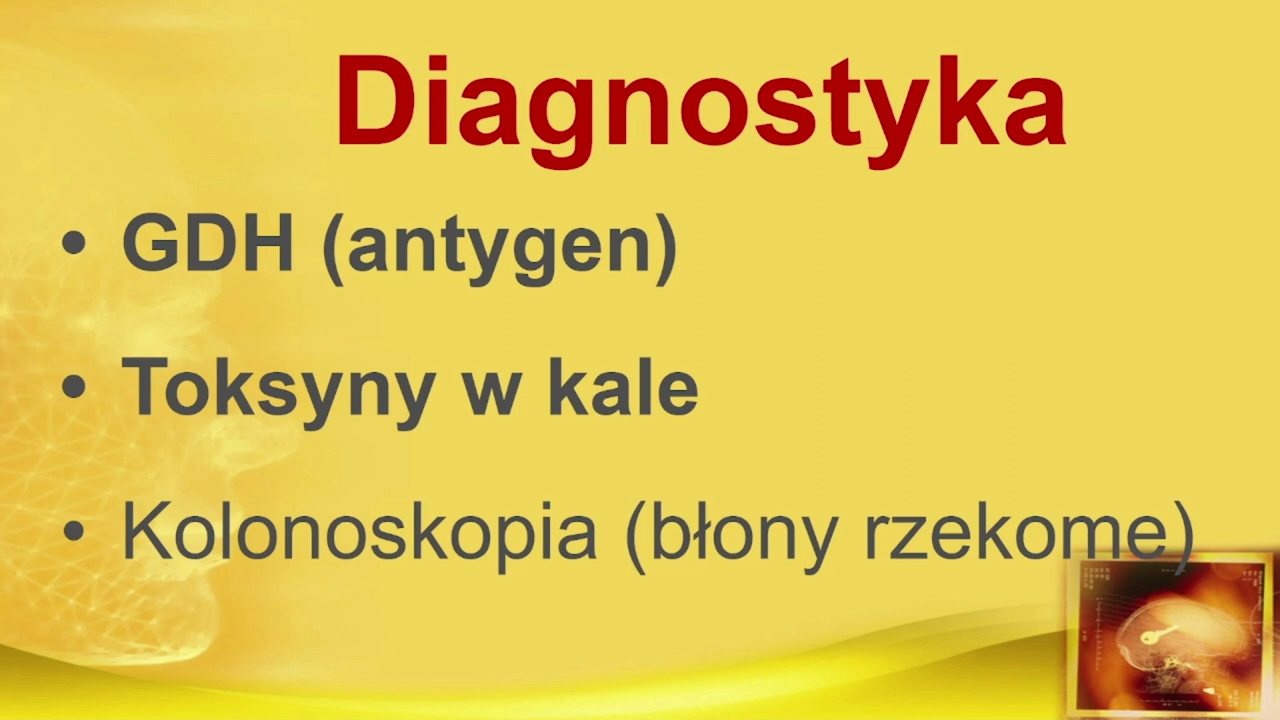 Diagnostyka
• GDH (antygen)
• Toksyny w kale
• Kolonoskopia (błony rzekome)